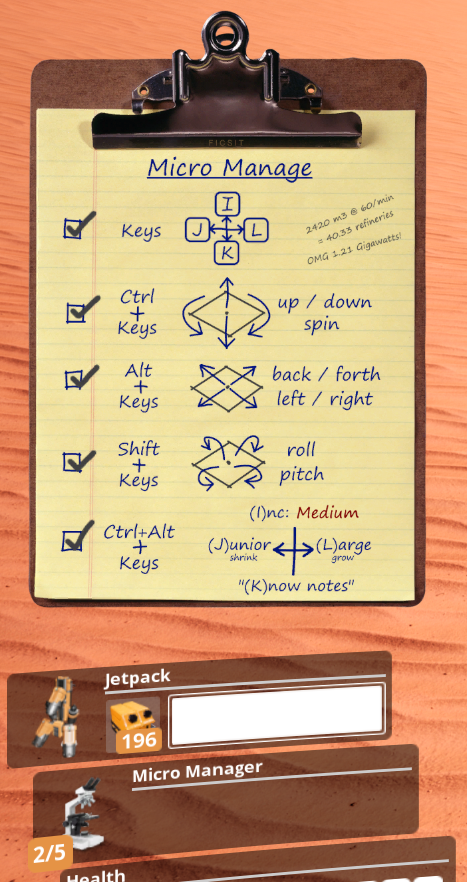 FICSIT
Micro Manage
I
Keys J L
K
2420 m3 @ 60/min
= 40.33 refineries
OMG 1.21 Gigawatts!
Ctrl
+
Keys
up / down
spin
Alt
+
Keys
back / forth
left / right
Shift
+
Keys
roll
pitch
Ctrl+Alt
+
Keys
(I)nc: Medium
(J)unior (L)arge
shrink grow
"(K)now notes"
Jetpack
196
Micro Manager
2/5
Health